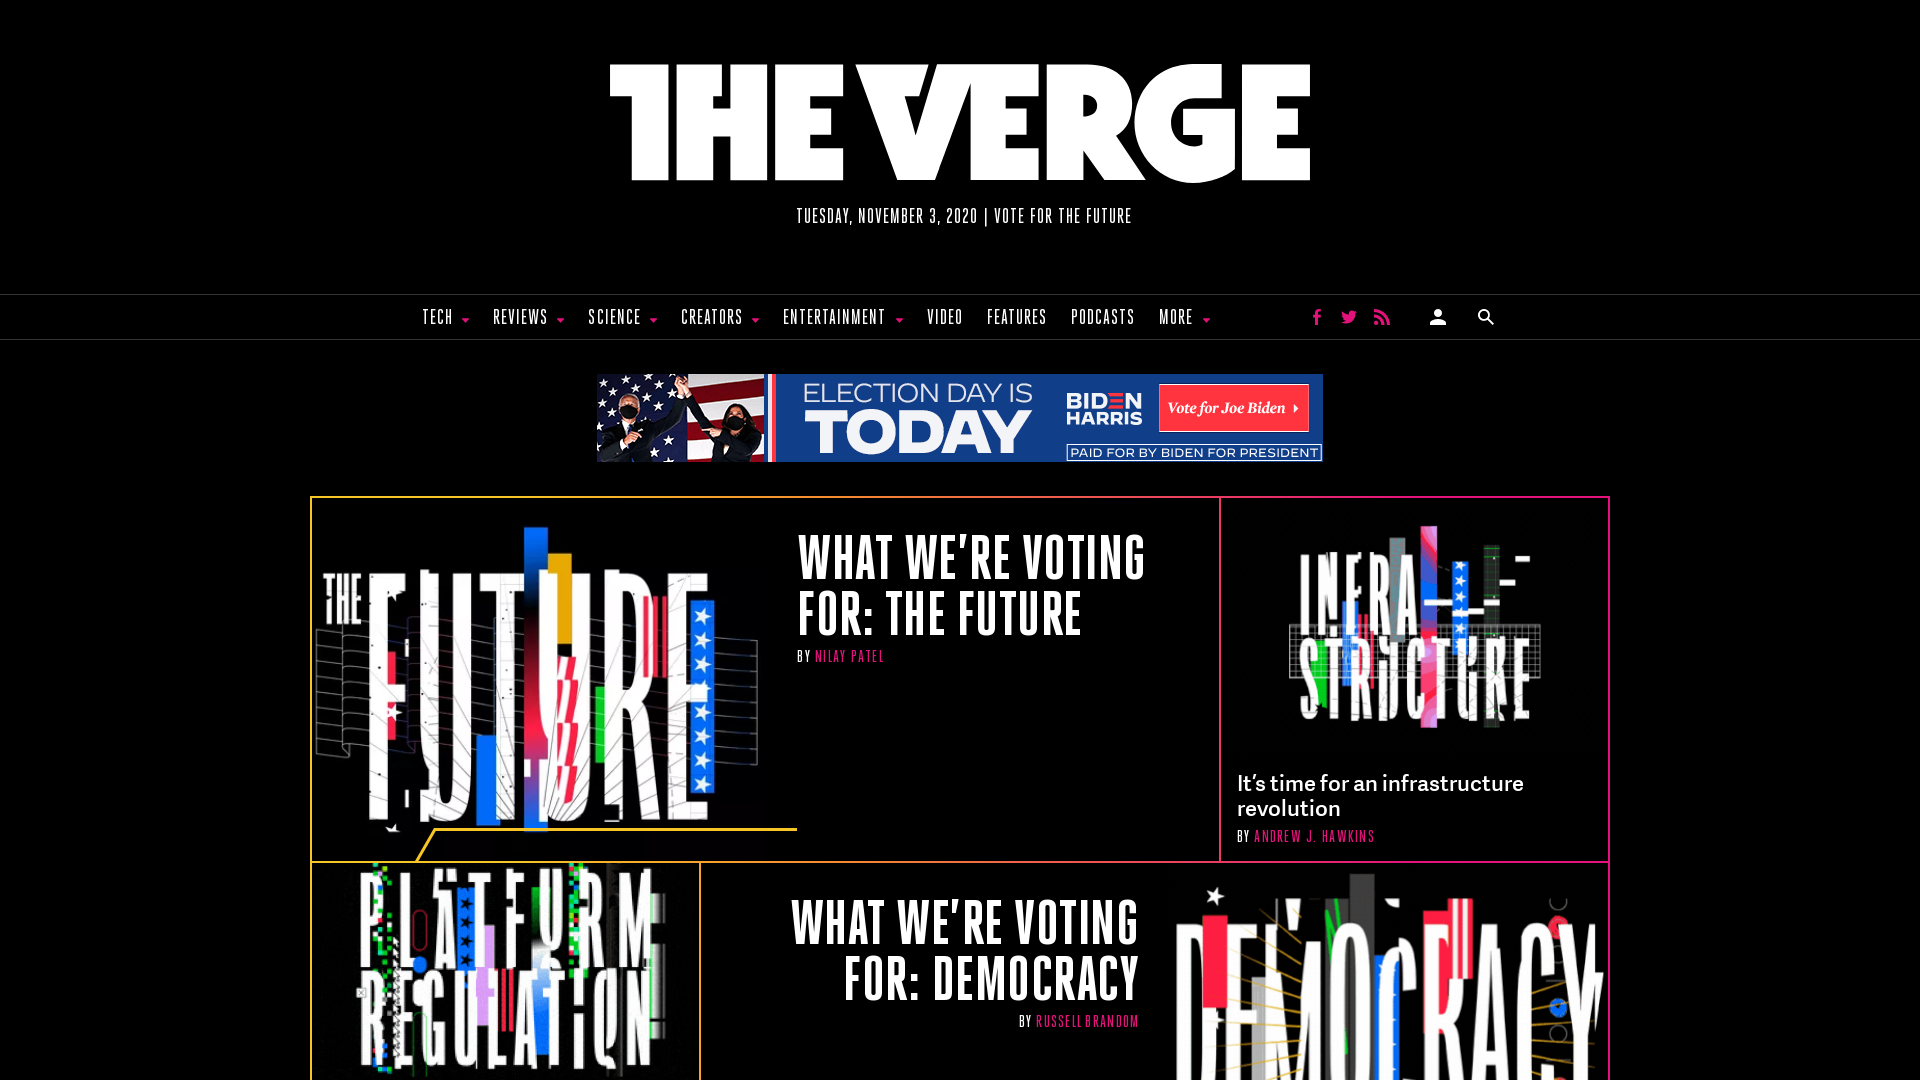 THE VERGE
TUESDAY, NOVEMBER 3, 2020 | VOTE FOR THE FUTURE
TECH REVIEWS SCIENCE CREATORS ENTERTAINMENT VIDEO FEATURES PODCASTS MORE
ELECTION DAY IS
TODAY
BIDEN
HARRIS
Vote for Joe Biden
PAID FOR BY BIDEN FOR PRESIDENT
THE
FUTURE
WHAT WE'RE VOTING
FOR: THE FUTURE
BY NILAY PATEL
INFRA
STRUCTURE
It's time for an infrastructure
revolution
BY ANDREW J. HAWKINS
PLATFORM
REGULATION
WHAT WE'RE VOTING
FOR: DEMOCRACY
BY RUSSELL BRANDOM
DEMOCRACY